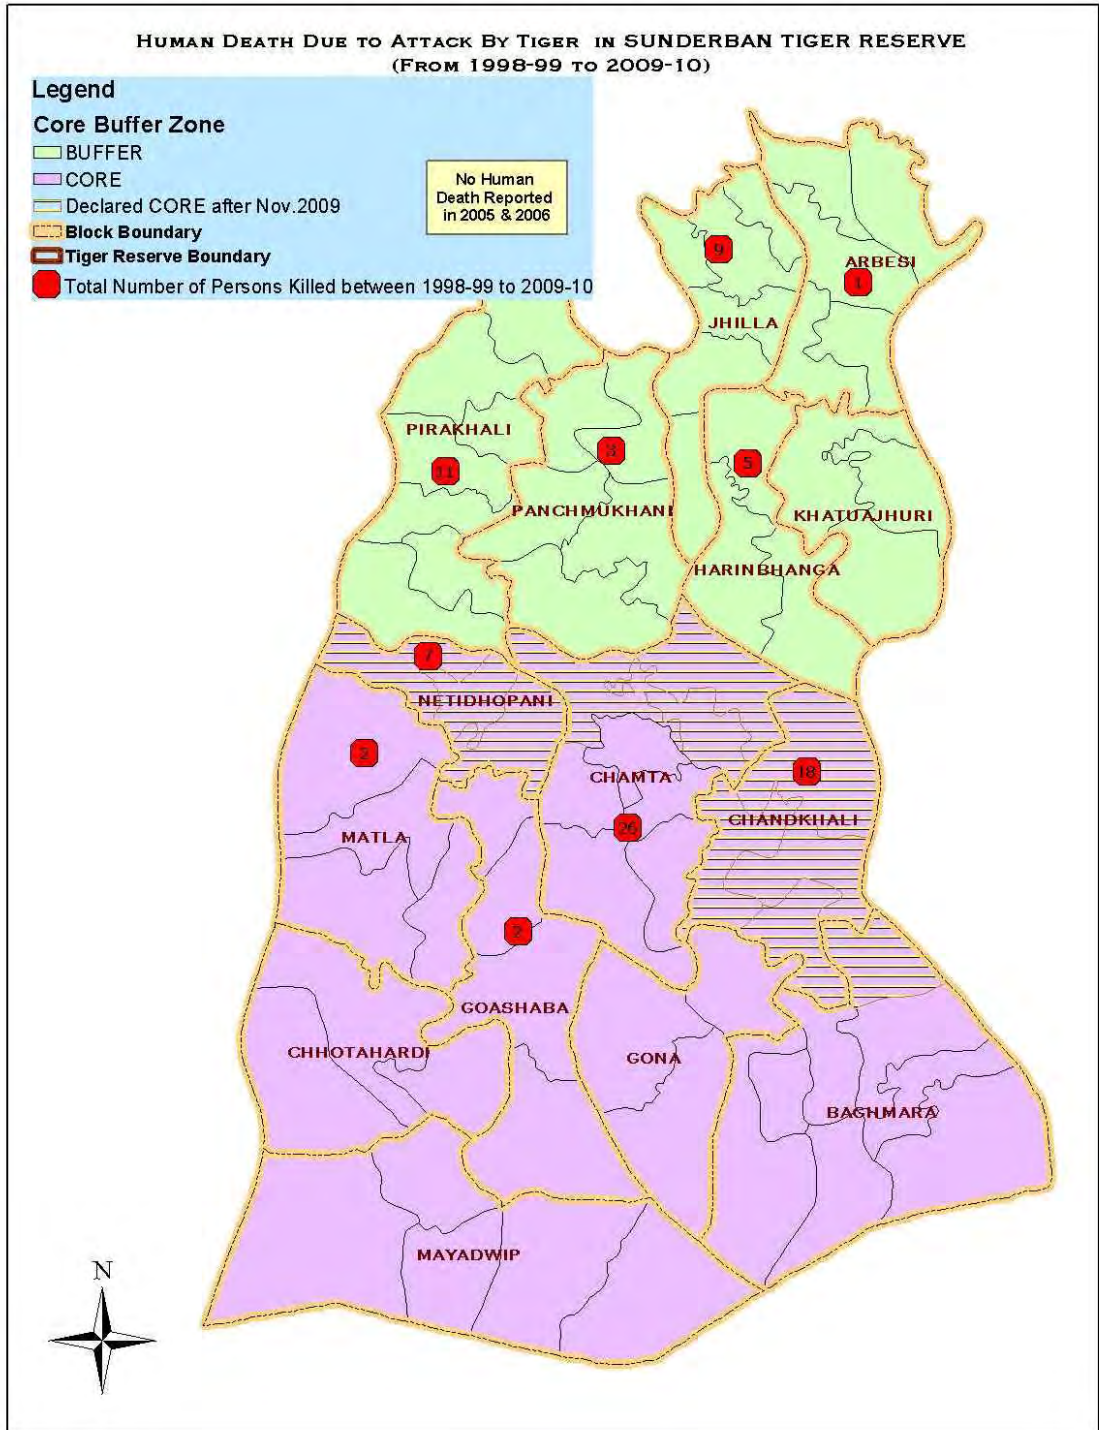 HUMAN DEATH DUE TO ATTACK BY TIGER IN SUNDERBAN TIGER RESERVE
(FROM 1998-99 TO 2009-10)
Legend
Core Buffer Zone
BUFFER
CORE
Declared CORE after Nov.2009
Block Boundary
Tiger Reserve Boundary
Total Number of Persons Killed between 1998-99 to 2009-10
No Human
Death Reported
in 2005 & 2006
9
ARBESI
1
JHILLA
PIRAKHALI
11
3
5
PANCHMUKHANI
KHATUAJHURI
HARINBHANGA
7
NETIDHOPANI
2
CHAMTA
18
MATLA
26
CHANDKHALI
2
GOASHABA
CHHOTAHARDI
GONA
BAGHMARA
MAYADWIP
N